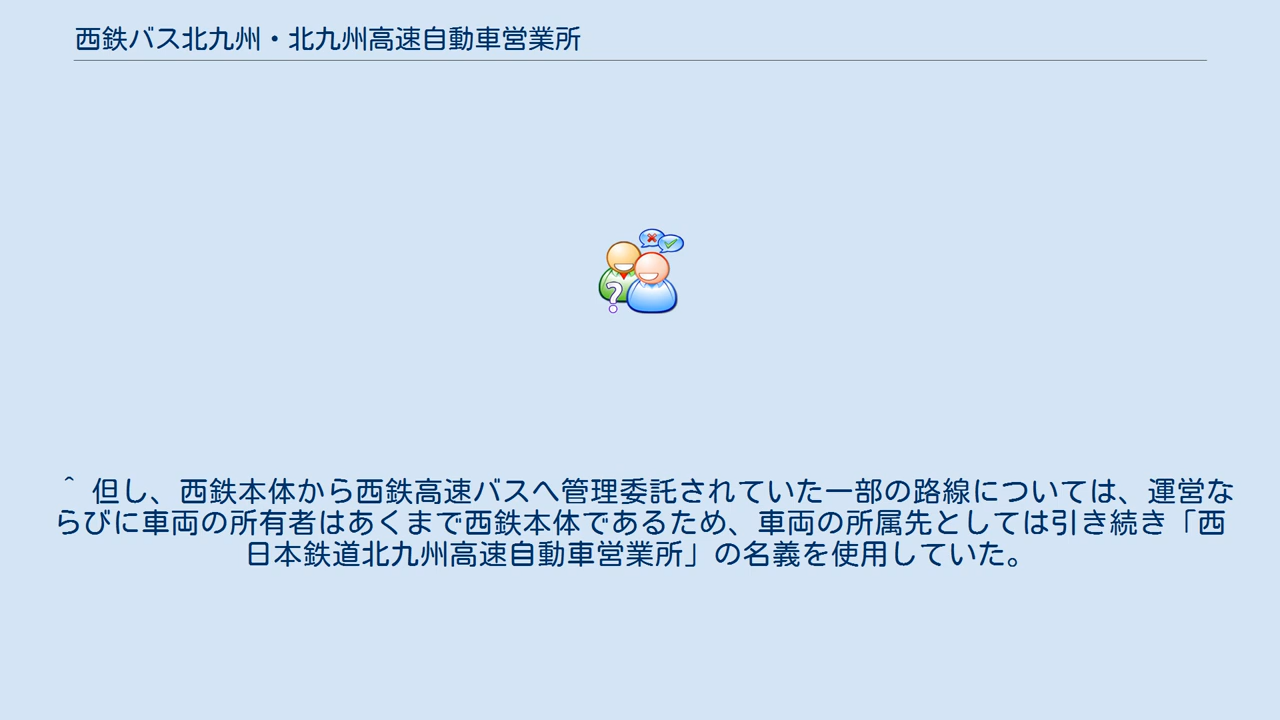 西鉄バス北九州・北九州高速自動車営業所
^ 但し、西鉄本体から西鉄高速バスへ管理委託されていた一部の路線については、運営な
らびに車両の所有者はあくまで西鉄本体であるため、車両の所属先としては引き続き「西
日本鉄道北九州高速自動車営業所」の名義を使用していた。